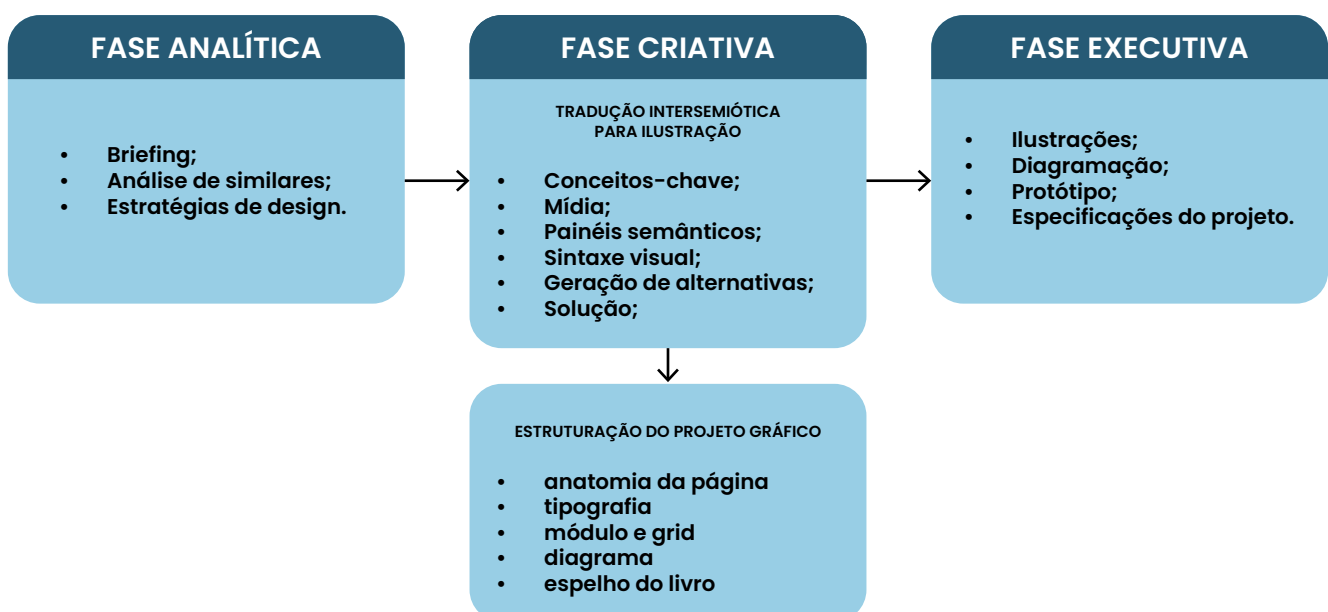 FASE ANALÍTICA
• Briefing;
• Análise de similares;
• Estratégias de design.
FASE CRIATIVA
TRADUÇÃO INTERSEMIÓTICA
PARA ILUSTRAÇÃO
• Conceitos-chave;
• Mídia;
• Painéis semânticos;
• Sintaxe visual;
• Geração de alternativas;
• Solução;
ESTRUTURAÇÃO DO PROJETO GRÁFICO
• anatomia da página
• tipografia
• módulo e grid
• diagrama
• espelho do livro
FASE EXECUTIVA
• Ilustrações;
• Diagramação;
• Protótipo;
• Especificações do projeto.